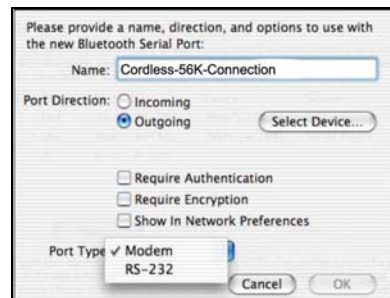 Please provide a name, direction, and options to use with
the new Bluetooth Serial Port:
Name: Cordless-56K-Connection
Port Direction: Incoming
Outgoing Select Device...
Require Authentication
Require Encryption
Show In Network Preferences
Port Type ✓ Modem
RS-232
Cancel OK